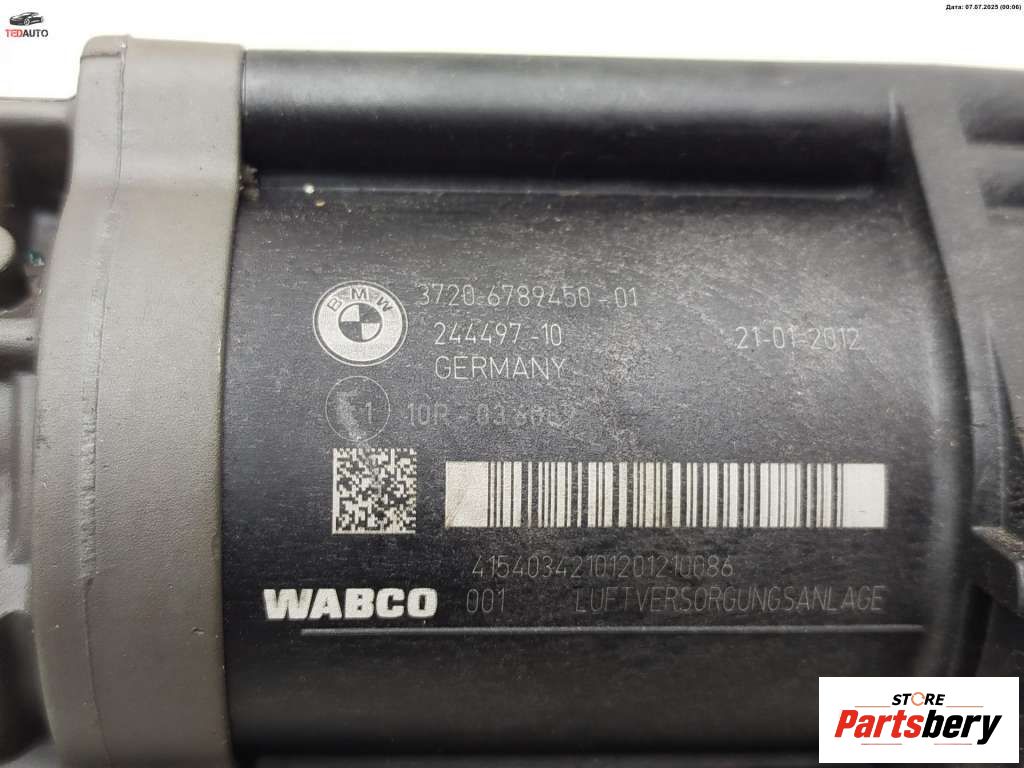 TEDAUTO
Дата: 07.07.2025 (00:06)
BMW
3720-6789450-01
244497-10
21-01-2012
GERMANY
10R-03
41540342101201210086
WABCO
001 LUFTVERSORGUNGSANLAGE
STORE
Partsbery